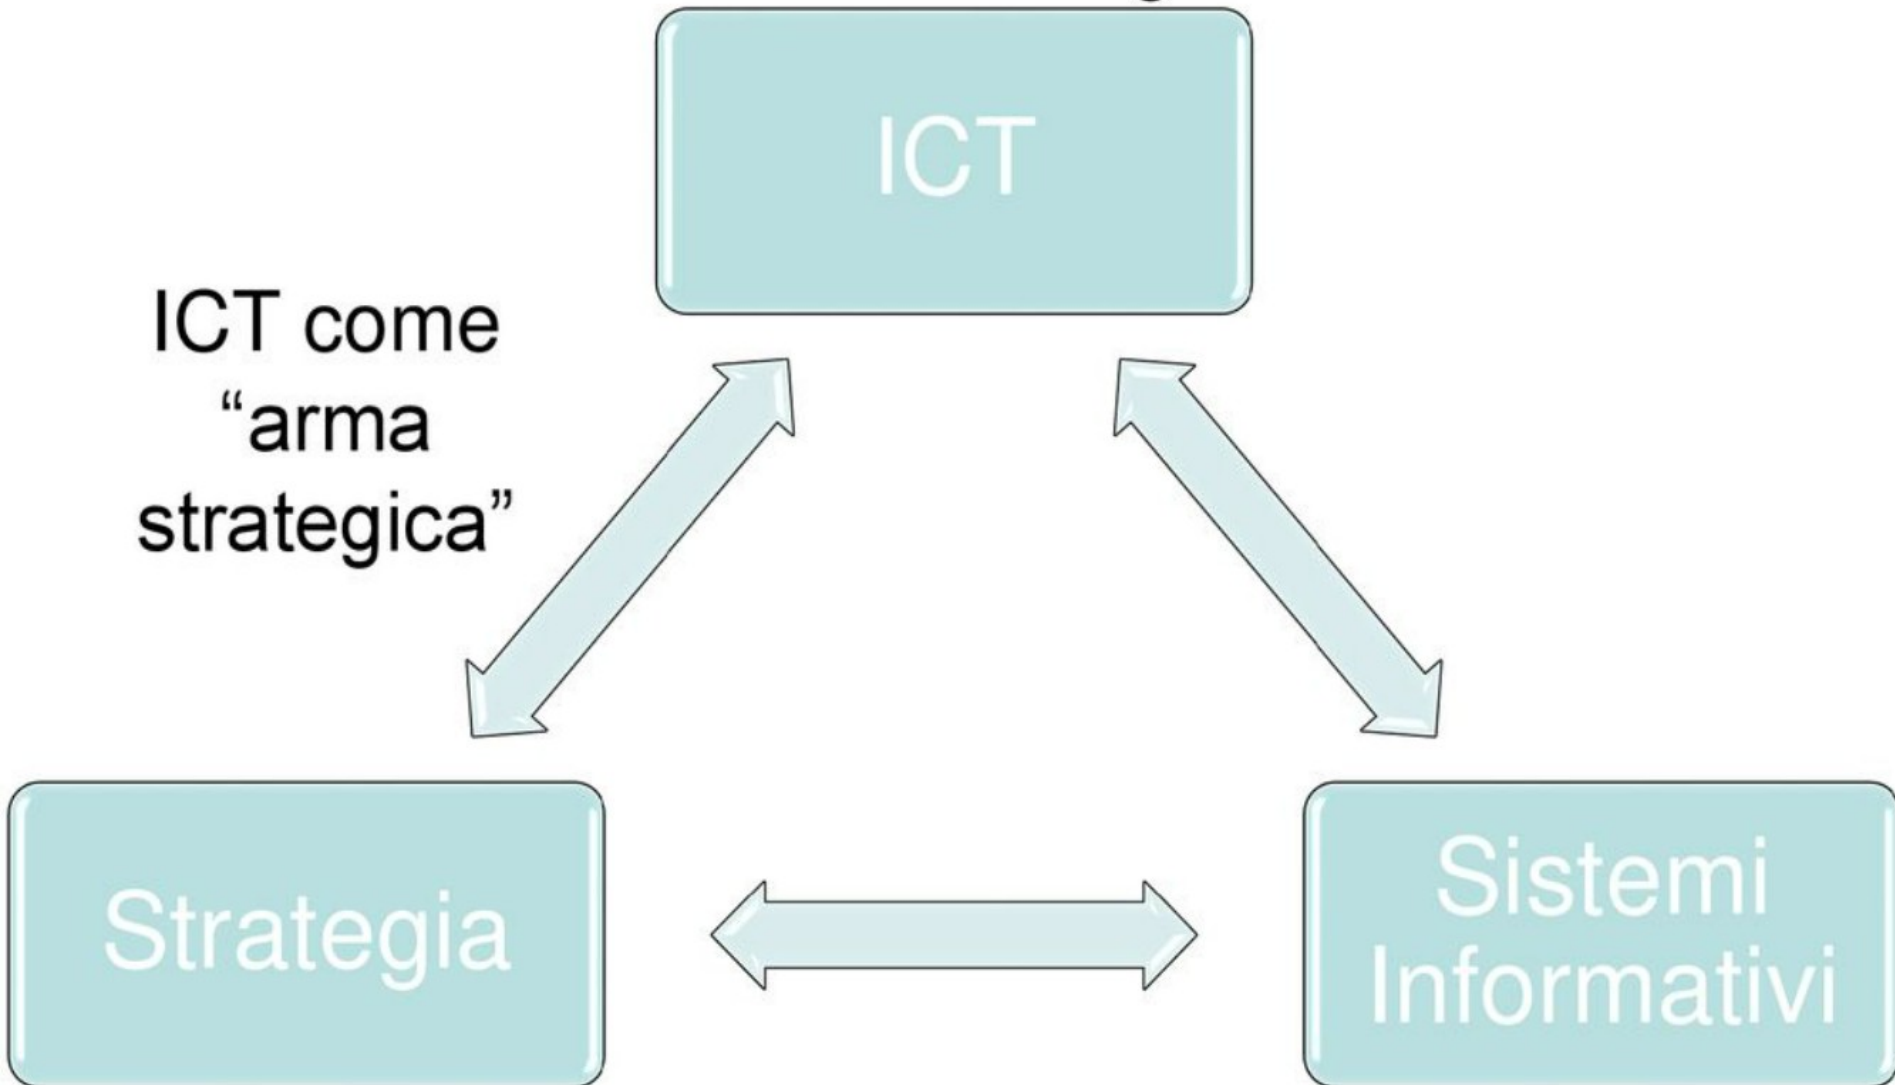 ICT
ICT come
“arma
strategica”
Strategia
Sistemi
Informativi